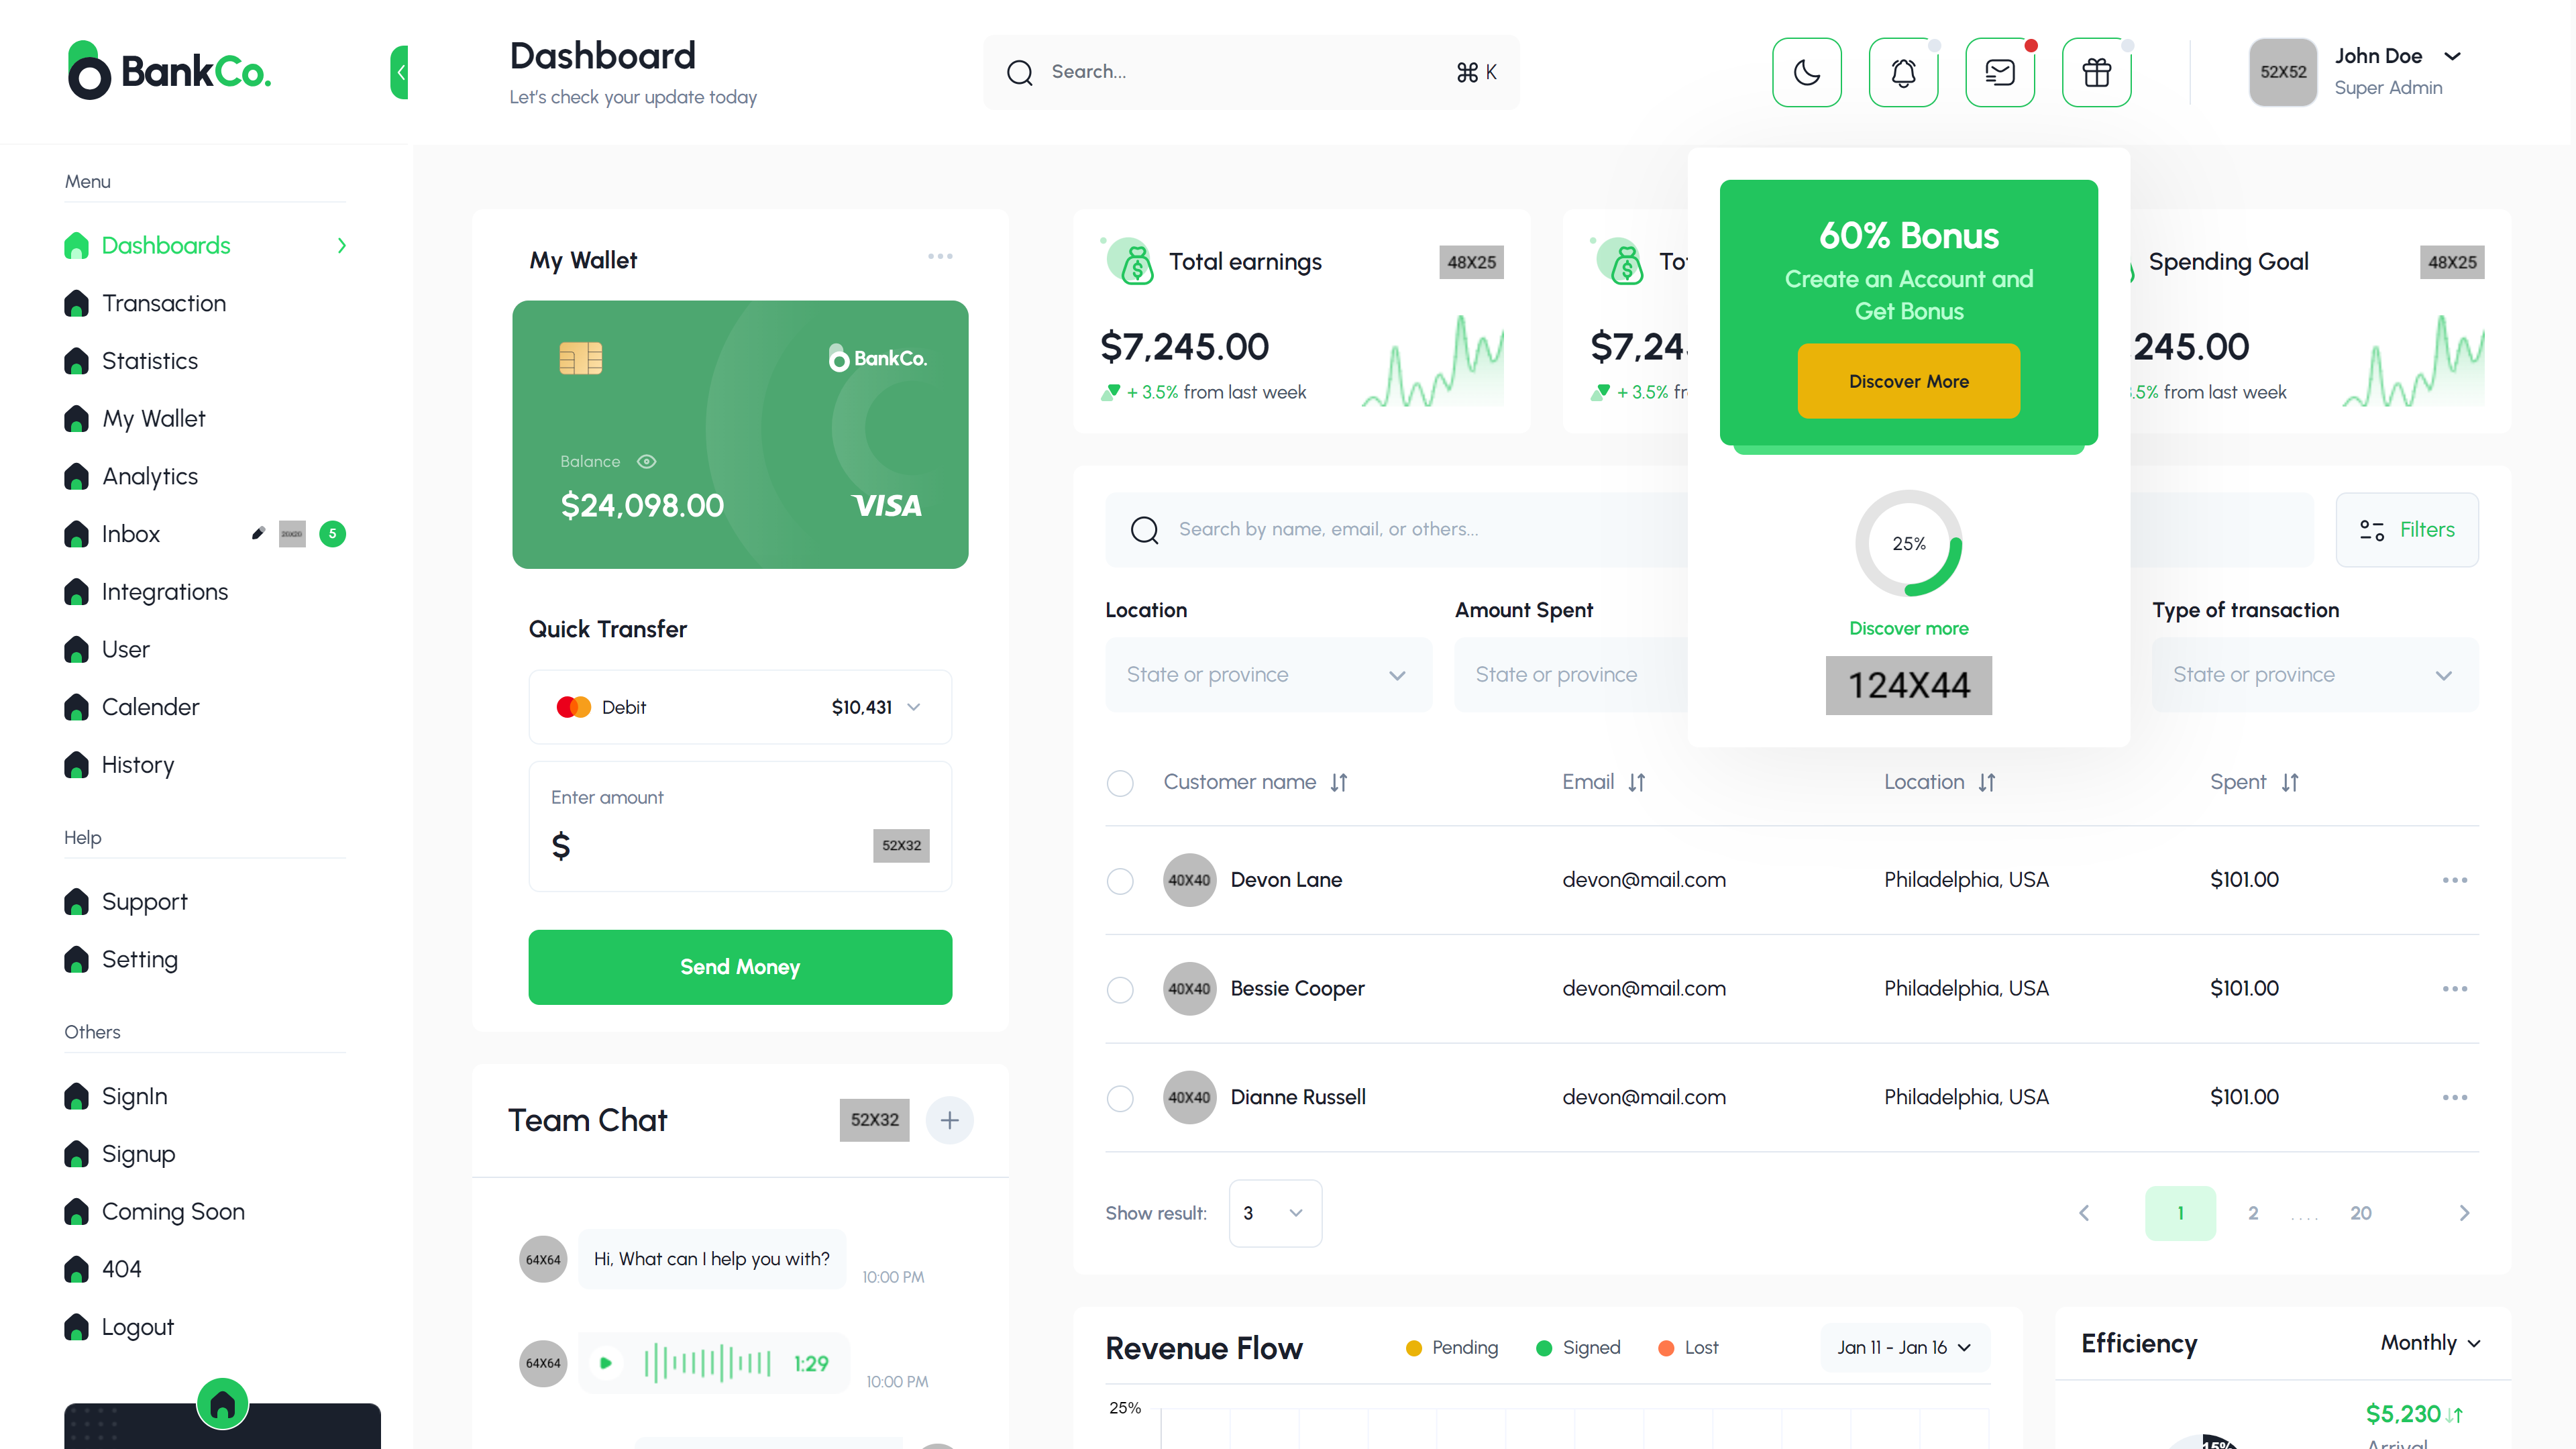 BankCo.
Dashboard
Let's check your update today
Search...
⌘ K
52X52
John Doe
Super Admin
Menu
Dashboards
Transaction
Statistics
My Wallet
Analytics
Inbox
20X20
5
Integrations
User
Calender
History
Help
Support
Setting
Others
SignIn
Signup
Coming Soon
404
Logout
My Wallet
BankCo.
Balance
$24,098.00
VISA
Quick Transfer
Debit
$10,431
Enter amount
$
52X32
Send Money
Team Chat
52X32
64X64
Hi, What can I help you with?
10:00 PM
64X64
1:29
10:00 PM
Total earnings
48X25
$7,245.00
+ 3.5% from last week
$7,24
+ 3.5%
Spending Goal
48X25
245.00
.5% from last week
60% Bonus
Create an Account and
Get Bonus
Discover More
25%
Discover more
124X44
Search by name, email, or others...
Filters
Location
Amount Spent
Type of transaction
State or province
State or province
State or province
Customer name
Email
Location
Spent
40X40
Devon Lane
devon@mail.com
Philadelphia, USA
$101.00
40X40
Bessie Cooper
devon@mail.com
Philadelphia, USA
$101.00
40X40
Dianne Russell
devon@mail.com
Philadelphia, USA
$101.00
Show result:
3
1
2
....
20
Revenue Flow
Pending
Signed
Lost
Jan 11 - Jan 16
25%
Efficiency
Monthly
$5,230
Arrival
15%